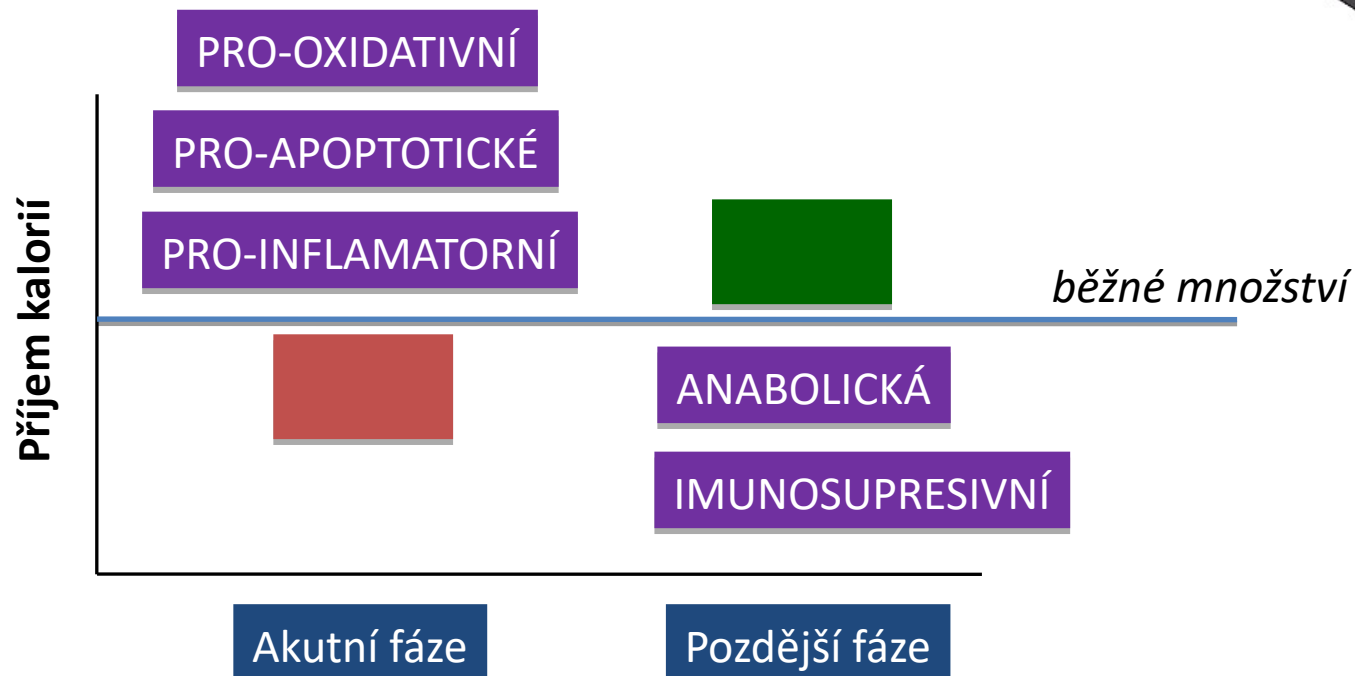 PRO-OXIDATIVNÍ
PRO-APOPTOTICKÉ
PRO-INFLAMATORNÍ
Příjem kalorií
běžné množství
ANABOLICKÁ
IMUNOSUPRESIVNÍ
Akutní fáze
Pozdější fáze